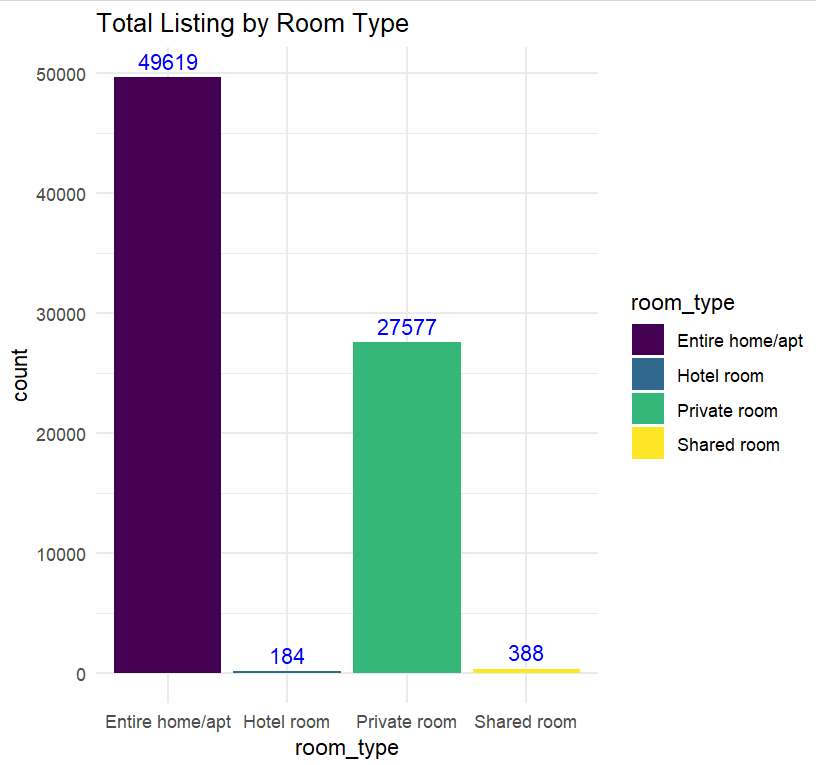 Total Listing by Room Type
49619
184
27577
388
50000
40000
30000
20000
10000
0
count
Entire home/apt Hotel room Private room Shared room
room_type
room_type
Entire home/apt
Hotel room
Private room
Shared room